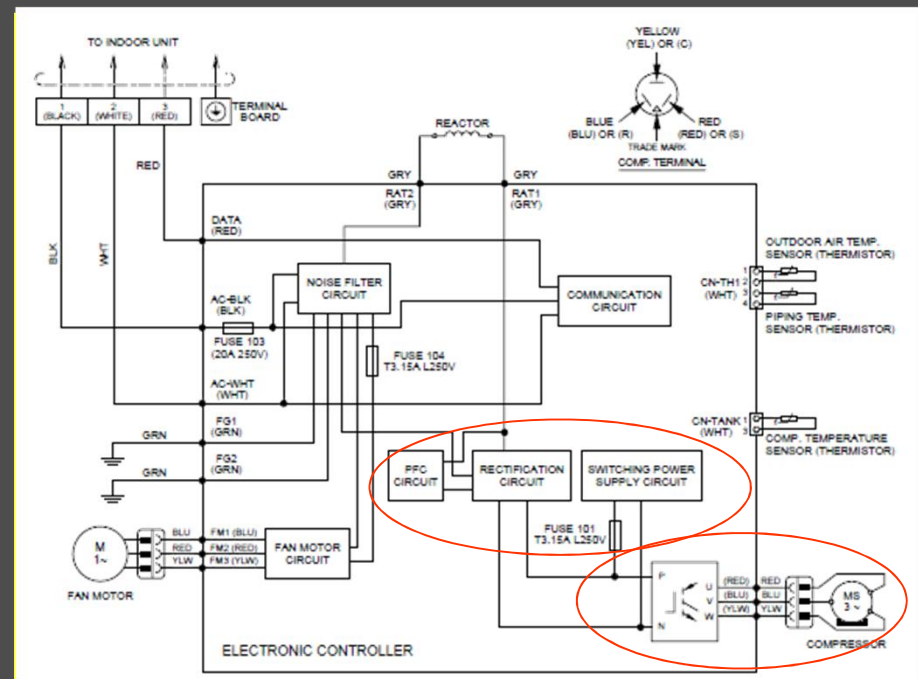 TO INDOOR UNIT
1
(BLACK)
2
(WHITE)
3
(RED)
TERMINAL
BOARD
YELLOW
(YEL) OR (C)
BLUE
(BLU) OR (R)
RED
(RED) OR (S)
TRADE MARK
COMP. TERMINAL
REACTOR
RED
GRY
GRY
RAT2
(GRY)
RAT1
(GRY)
DATA
(RED)
BLK
WHT
NOISE FILTER
CIRCUIT
COMMUNICATION
CIRCUIT
OUTDOOR AIR TEMP.
SENSOR (THERMISTOR)
CN-TH1
(WHT)
1
2
3
4
PIPING TEMP.
SENSOR (THERMISTOR)
AC-BLK
(BLK)
FUSE 103
(20A 250V)
FUSE 104
T3.15A L250V
AC-WHT
(WHT)
FG1
(GRN)
GRN
FG2
(GRN)
GRN
CN-TANK
(WHT)
1
3
COMP. TEMPERATURE
SENSOR (THERMISTOR)
PFC
CIRCUIT
RECTIFICATION
CIRCUIT
SWITCHING POWER
SUPPLY CIRCUIT
FUSE 101
T3.15A L250V
M
1~
BLU
RED
YLW
FM1 (BLU)
FM2 (RED)
FM3 (YLW)
FAN MOTOR
CIRCUIT
FAN MOTOR
P
N
U
V
W
(RED)
(BLU)
(YLW)
RED
BLU
YLW
MS
3 ~
COMPRESSOR
ELECTRONIC CONTROLLER